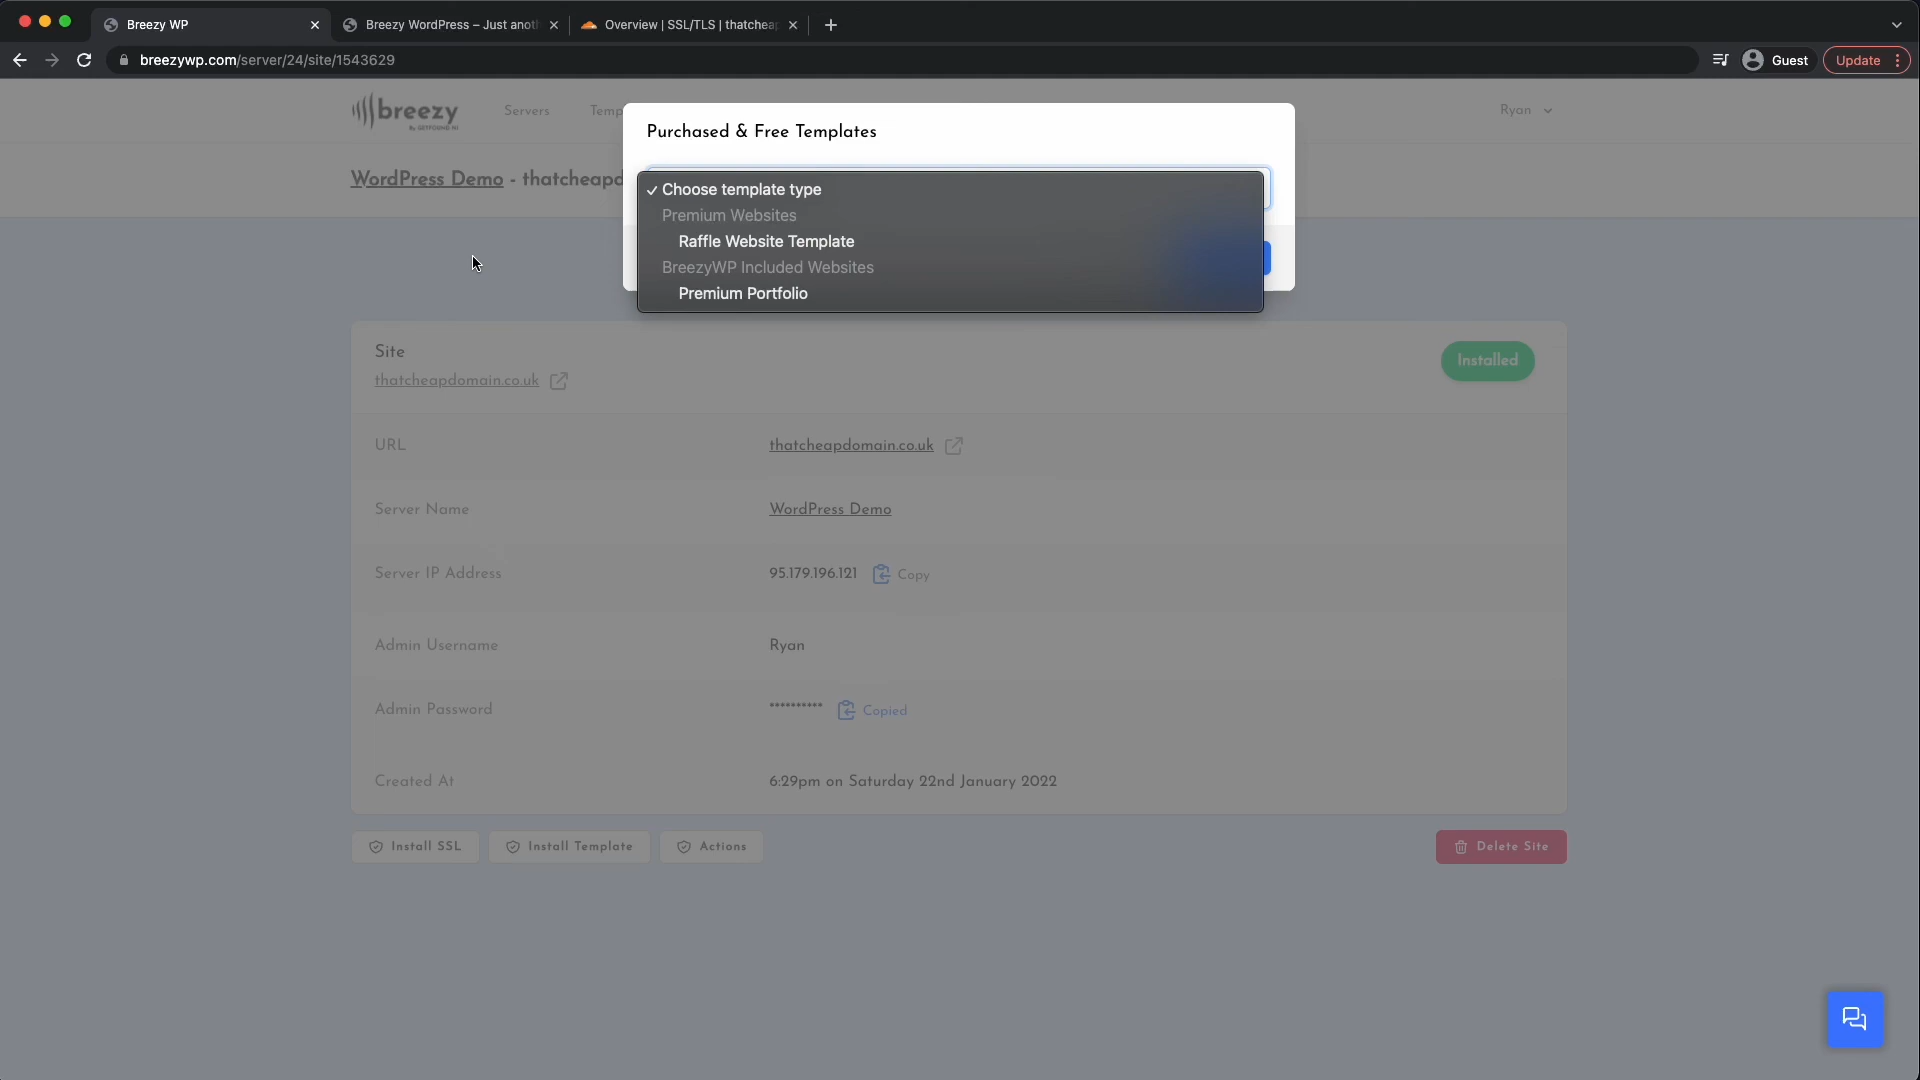 Breezy WP
Breezy WordPress – Just anot
Overview | SSL/TLS | thatcheap
breezywp.com/server/24/site/1543629
Guest
Update
breezy
Servers
Temp
Ryan
Purchased & Free Templates
WordPress Demo - thatcheapd
✓ Choose template type
Premium Websites
Raffle Website Template
BreezyWP Included Websites
Premium Portfolio
Site
thatcheapdomain.co.uk
Installed
URL
thatcheapdomain.co.uk
Server Name
WordPress Demo
Server IP Address
95.179.196.121
Copy
Admin Username
Ryan
Admin Password
**********
Copied
Created At
6:29pm on Saturday 22nd January 2022
Install SSL
Install Template
Actions
Delete Site